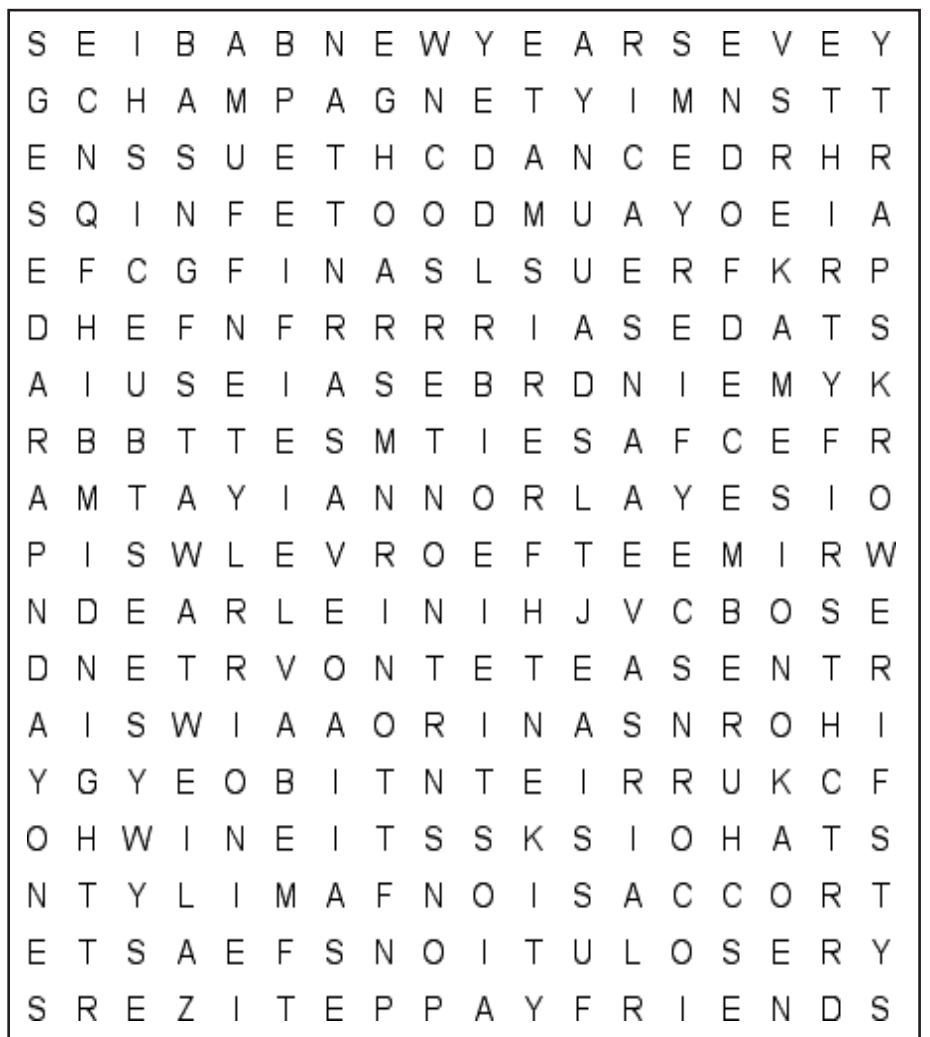 S E I B A B N E W Y E A R S E V E Y
G C H A M P A G N E T Y I M N S T T
E N S S U E T H C D A N C E D R H R
S Q I N F E T O O D M U A Y O E I A
E F C G F I N A S L S U E R F K R P
D H E F N F R R R R I A S E D A T S
A I U S E I A S E B R D N I E M Y K
R B B T T E S M T I E S A F C E F R
A M T A Y I A N N O R L A Y E S I O
P I S W L E V R O E F T E E M I R W
N D E A R L E I N I H J V C B O S E
D N E T R V O N T E T E A S E N T R
A I S W I A A O R I N A S N R O H I
Y G Y E O B I T N T E I R R U K C F
O H W I N E I T S S K S I O H A T S
N T Y L I M A F N O I S A C C O R T
E T S A E F S N O I T U L O S E R Y
S R E Z I T E P P A Y F R I E N D S